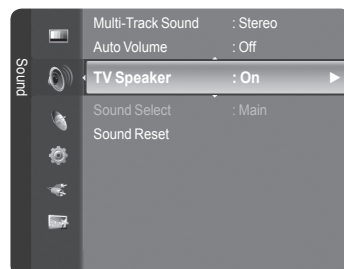 Sound
Multi-Track Sound : Stereo
Auto Volume : Off
TV Speaker : On
Sound Select : Main
Sound Reset